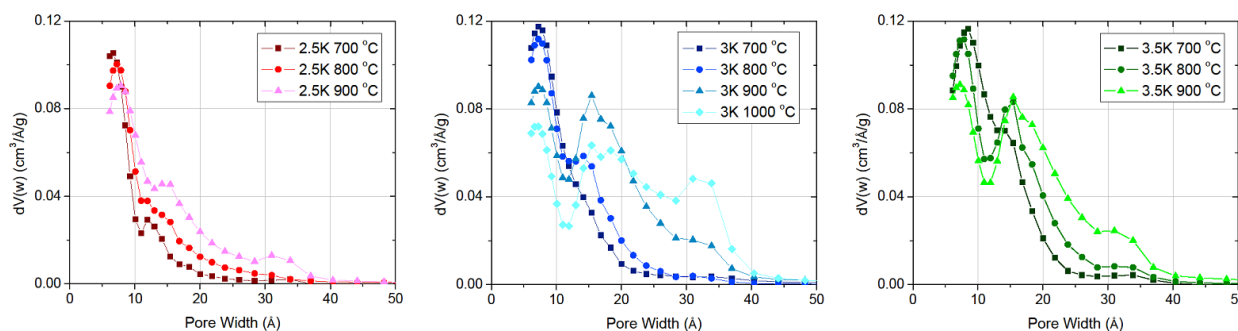 dV(w) (cm³/Å/g)
0.12
0.08
0.04
0.00
2.5K 700 °C
2.5K 800 °C
2.5K 900 °C
0 10 20 30 40 50
Pore Width (Å)
dV(w) (cm³/Å/g)
0.12
0.08
0.04
0.00
3K 700 °C
3K 800 °C
3K 900 °C
3K 1000 °C
0 10 20 30 40 50
Pore Width (Å)
dV(w) (cm³/Å/g)
0.12
0.08
0.04
0.00
3.5K 700 °C
3.5K 800 °C
3.5K 900 °C
0 10 20 30 40 50
Pore Width (Å)